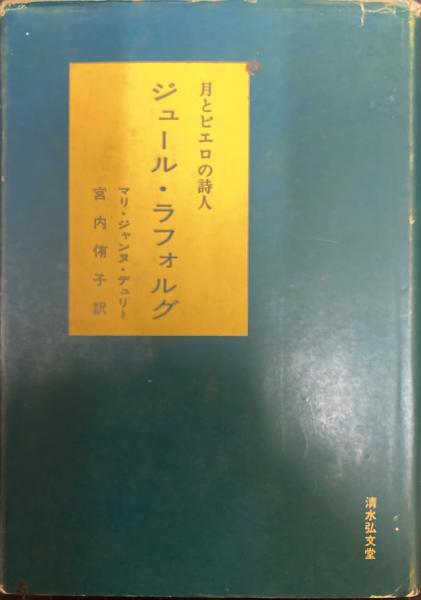 月とピエロの詩人
ジュール・ラフォルグ
マリ・ジャンヌ・デュリー
宮内侑子訳
清水弘文堂